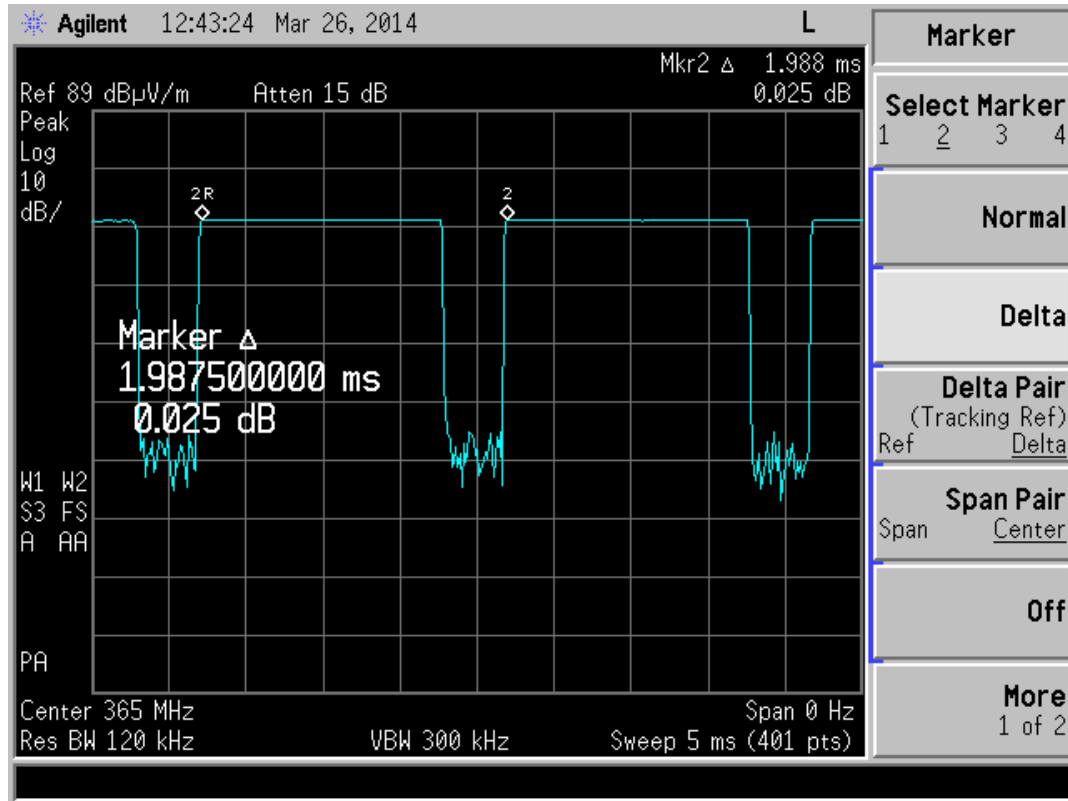 Agilent 12:43:24 Mar 26, 2014 L
Mkr2 Δ 1.988 ms
Ref 89 dBµV/m Atten 15 dB 0.025 dB
Peak
Log
10
dB/
2R 2
Marker Δ
1.987500000 ms
0.025 dB
W1 W2
S3 FS
A AA
PA
Center 365 MHz Span 0 Hz
Res BW 120 kHz VBW 300 kHz Sweep 5 ms (401 pts)
Marker
Select Marker
1 2 3 4
Normal
Delta
Delta Pair
(Tracking Ref)
Ref Delta
Span Pair
Span Center
Off
More
1 of 2